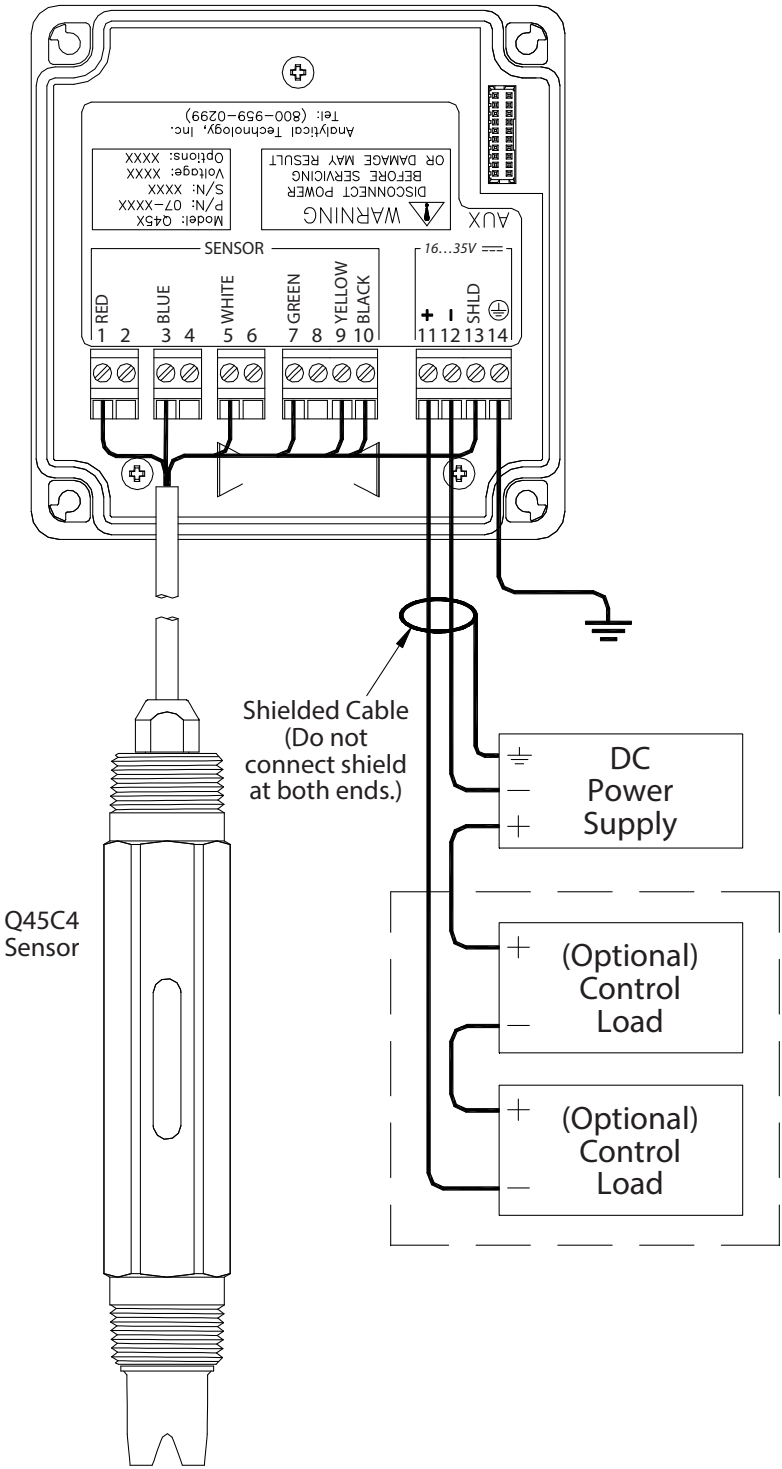 Analytical Technology, Inc.
Tel: (800-959-0299)
Model: Q45X
P/N: 07-XXXX
S/N: XXXX
Voltage: XXXX
Options: XXXX
WARNING
DISCONNECT POWER
BEFORE SERVICING
OR DAMAGE MAY RESULT
AUX
SENSOR
16...35V
RED
BLUE
WHITE
GREEN
YELLOW
BLACK
+
–
SHLD
1 2 3 4 5 6 7 8 9 10 11 12 13 14
Shielded Cable
(Do not
connect shield
at both ends.)
DC
Power
Supply
–
+
Q45C4
Sensor
+
(Optional)
Control
Load
–
+
(Optional)
Control
Load
–